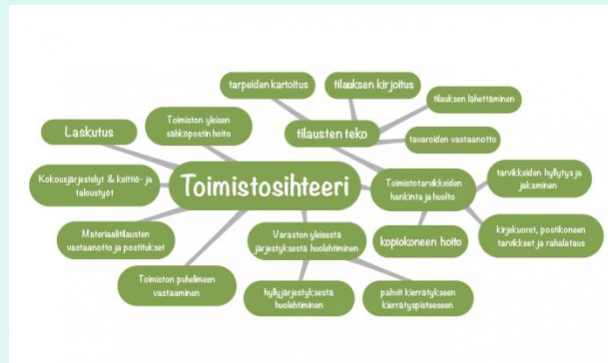 tarpeiden kartoitus
tilauksen kirjoitus
tilauksen lähettäminen
Toimiston yleisen
sähköpostin hoito
tilausten teko
tavaroiden vastaanotto
Laskutus
Kokousjärjestelyt & keittiö- ja
taloustyöt
Toimistosihteeri
Toimistotarvikkeiden
hankinta ja huolto
tarvikkeiden hyllytys ja
jakaminen
Materiaalitilausten
vastaanotto ja postitukset
Varaston yleisestä
järjestyksestä huolehtiminen
kopiokoneen hoito
kirjekuoret, postikoneen
tarvikkeet ja rahalataus
Toimiston puhelimeen
vastaaminen
hyllyjärjestyksestä
huolehtiminen
pahvit kierrätykseen
kierrätyspisteeseen